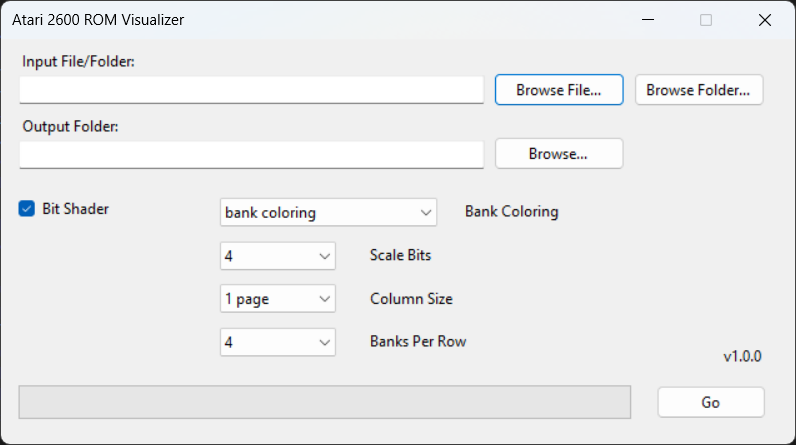 Atari 2600 ROM Visualizer
Input File/Folder:
Browse File...
Browse Folder...
Output Folder:
Browse...
Bit Shader
bank coloring
Bank Coloring
4
Scale Bits
1 page
Column Size
4
Banks Per Row
v1.0.0
Go